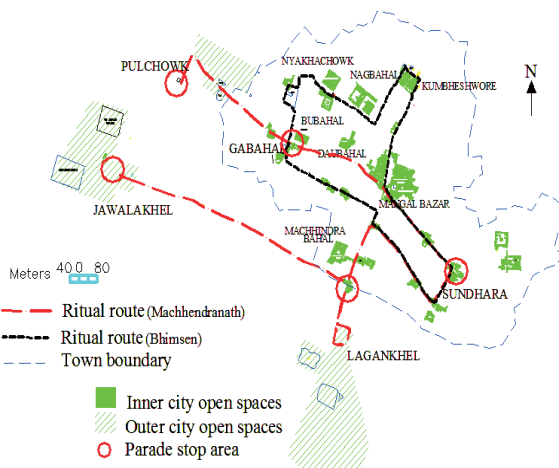 PULCHOWK
NYAKHACHOWK
NAGBAHAL
KUMBHESHWORE
N
BUBAHAL
GABAHAL
DAUBAHAL
MANGAL BAZAR
JAWALAKHEL
MACHHINDRA
BAHAL
Meters 40 0 80
SUNDHARA
Ritual route (Machhendranath)
Ritual route (Bhimsen)
Town boundary
LAGANKHEL
Inner city open spaces
Outer city open spaces
Parade stop area